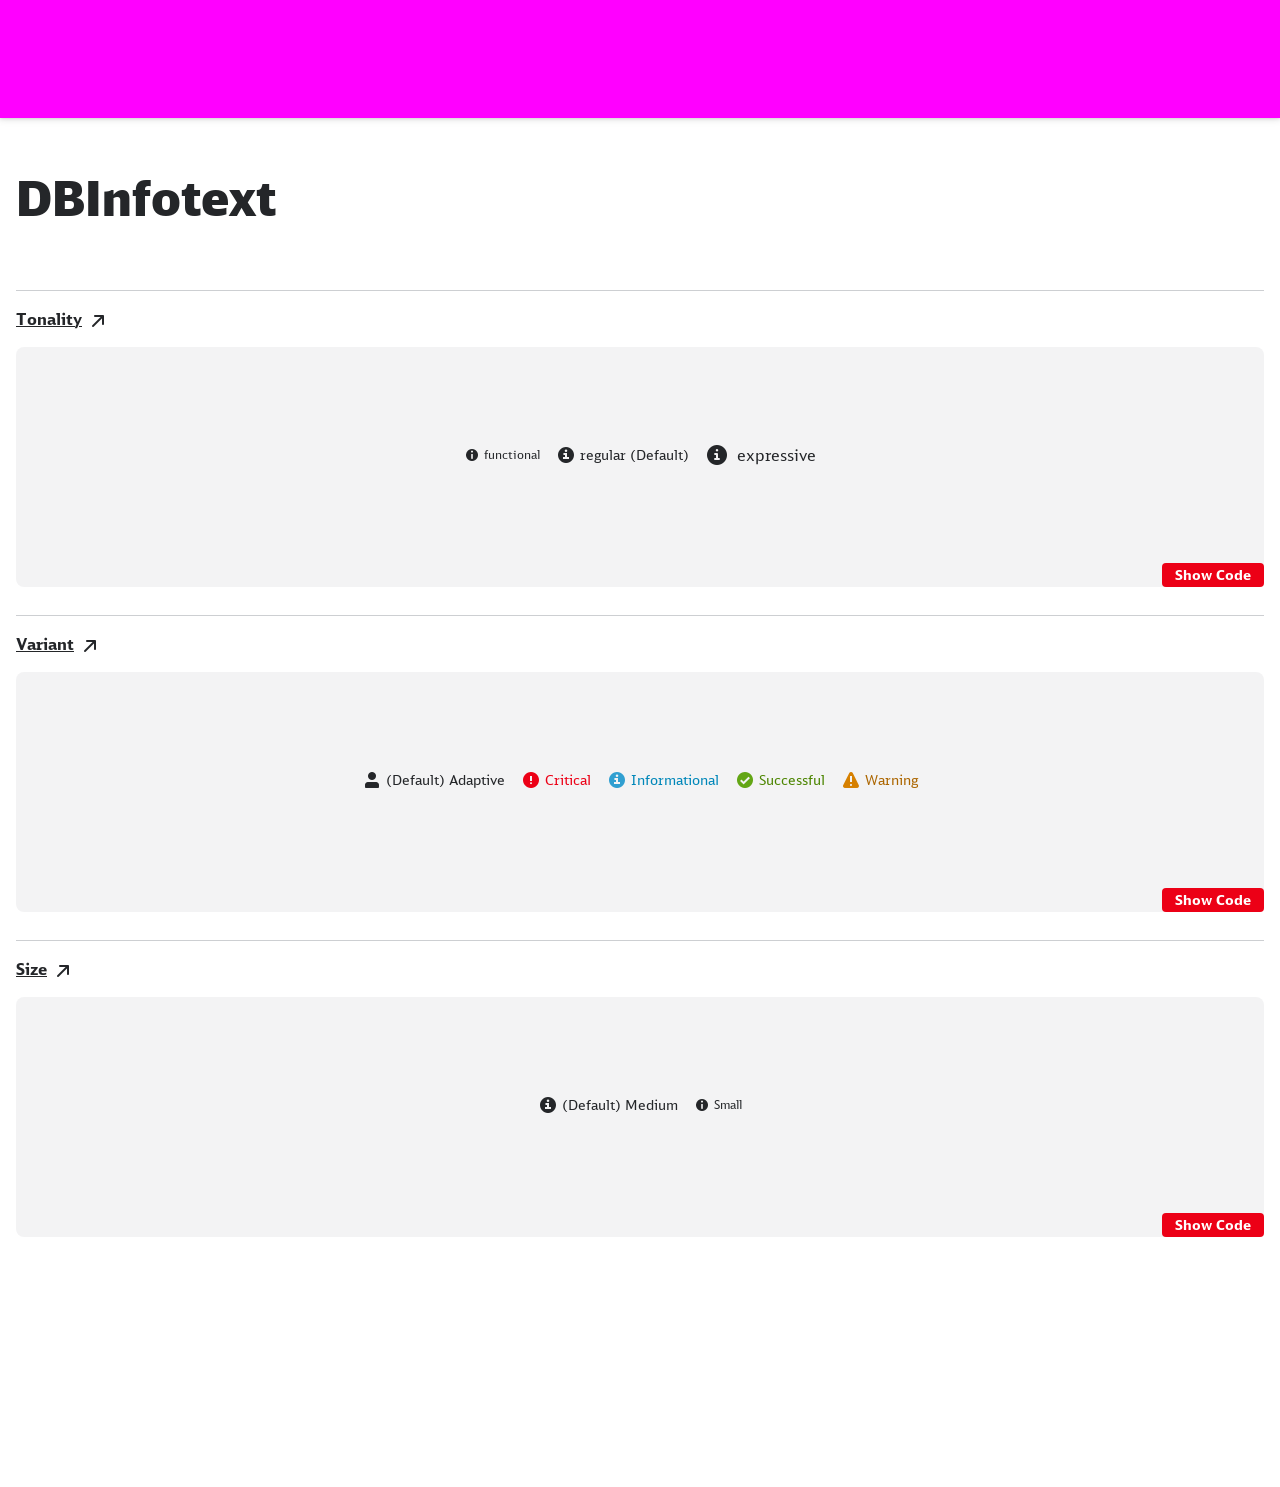 DBInfotext
Tonality
functional regular (Default) expressive
Show Code
Variant
(Default) Adaptive Critical Informational Successful Warning
Show Code
Size
(Default) Medium Small
Show Code